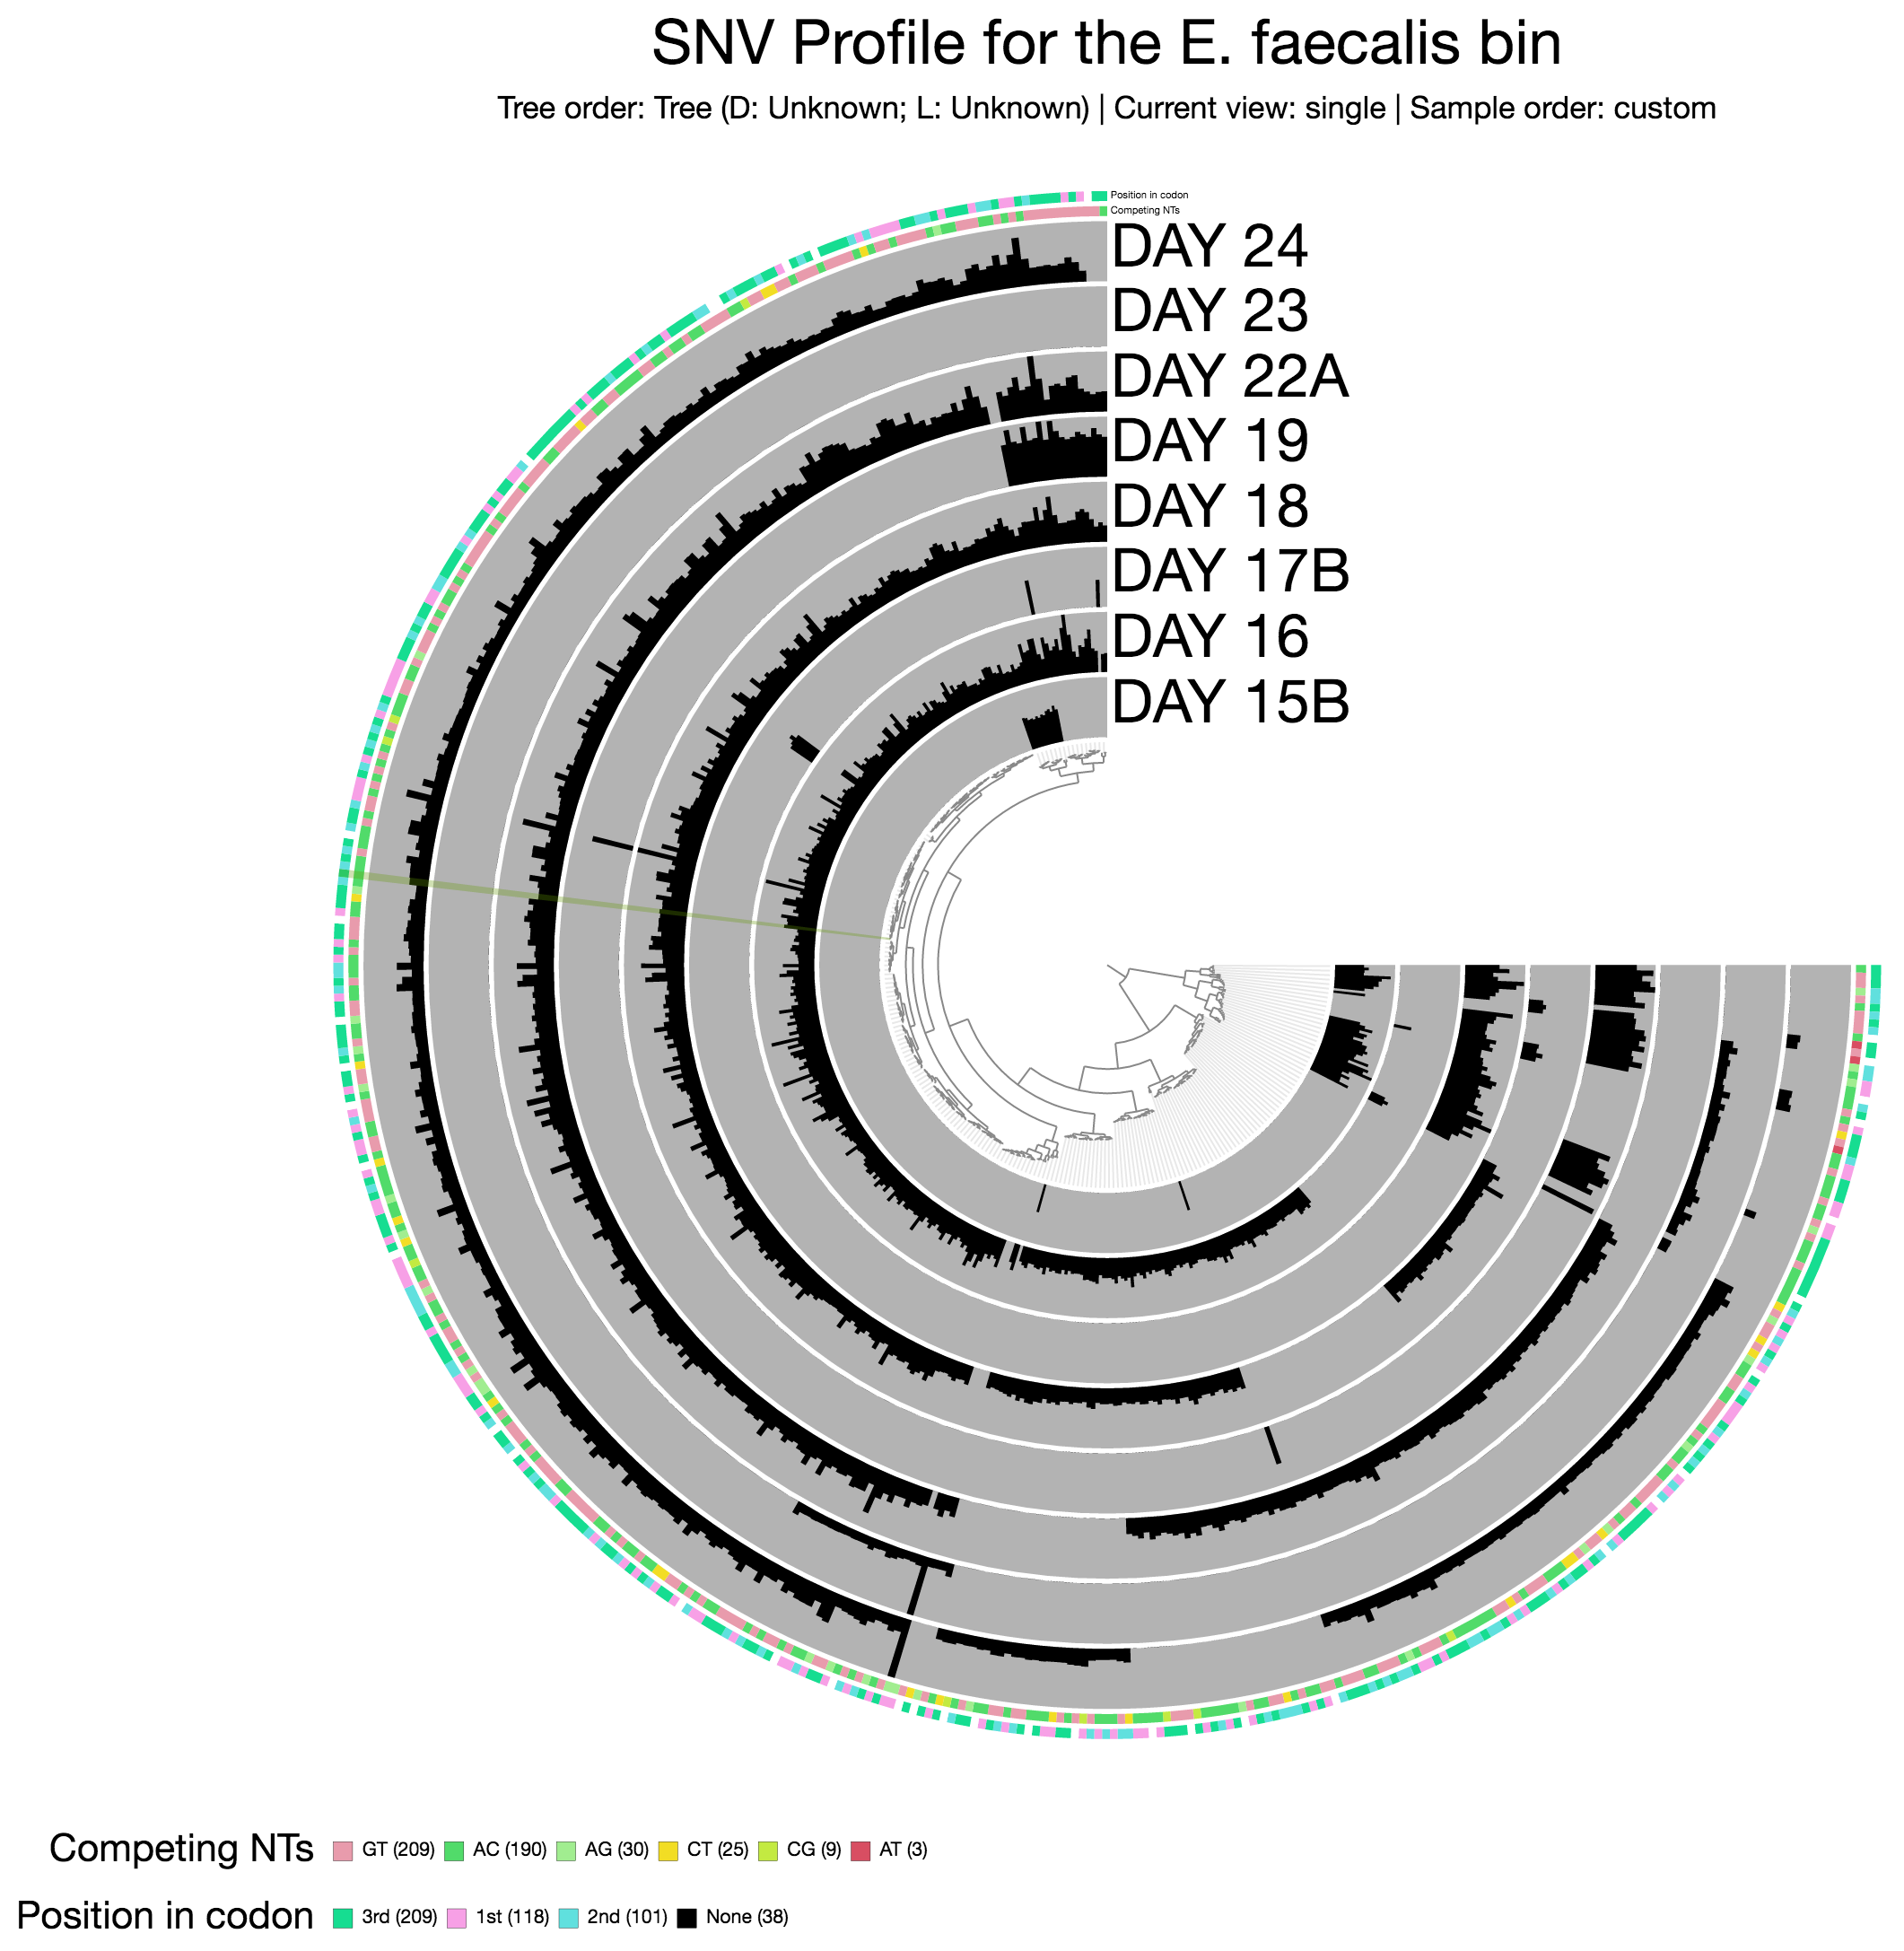 SNV Profile for the E. faecalis bin
Tree order: Tree (D: Unknown; L: Unknown) | Current view: single | Sample order: custom
Position in codon
Competing NTs
DAY 24
DAY 23
DAY 22A
DAY 19
DAY 18
DAY 17B
DAY 16
DAY 15B
Competing NTs GT (209) AC (190) AG (30) CT (25) CG (9) AT (3)
Position in codon 3rd (209) 1st (118) 2nd (101) None (38)